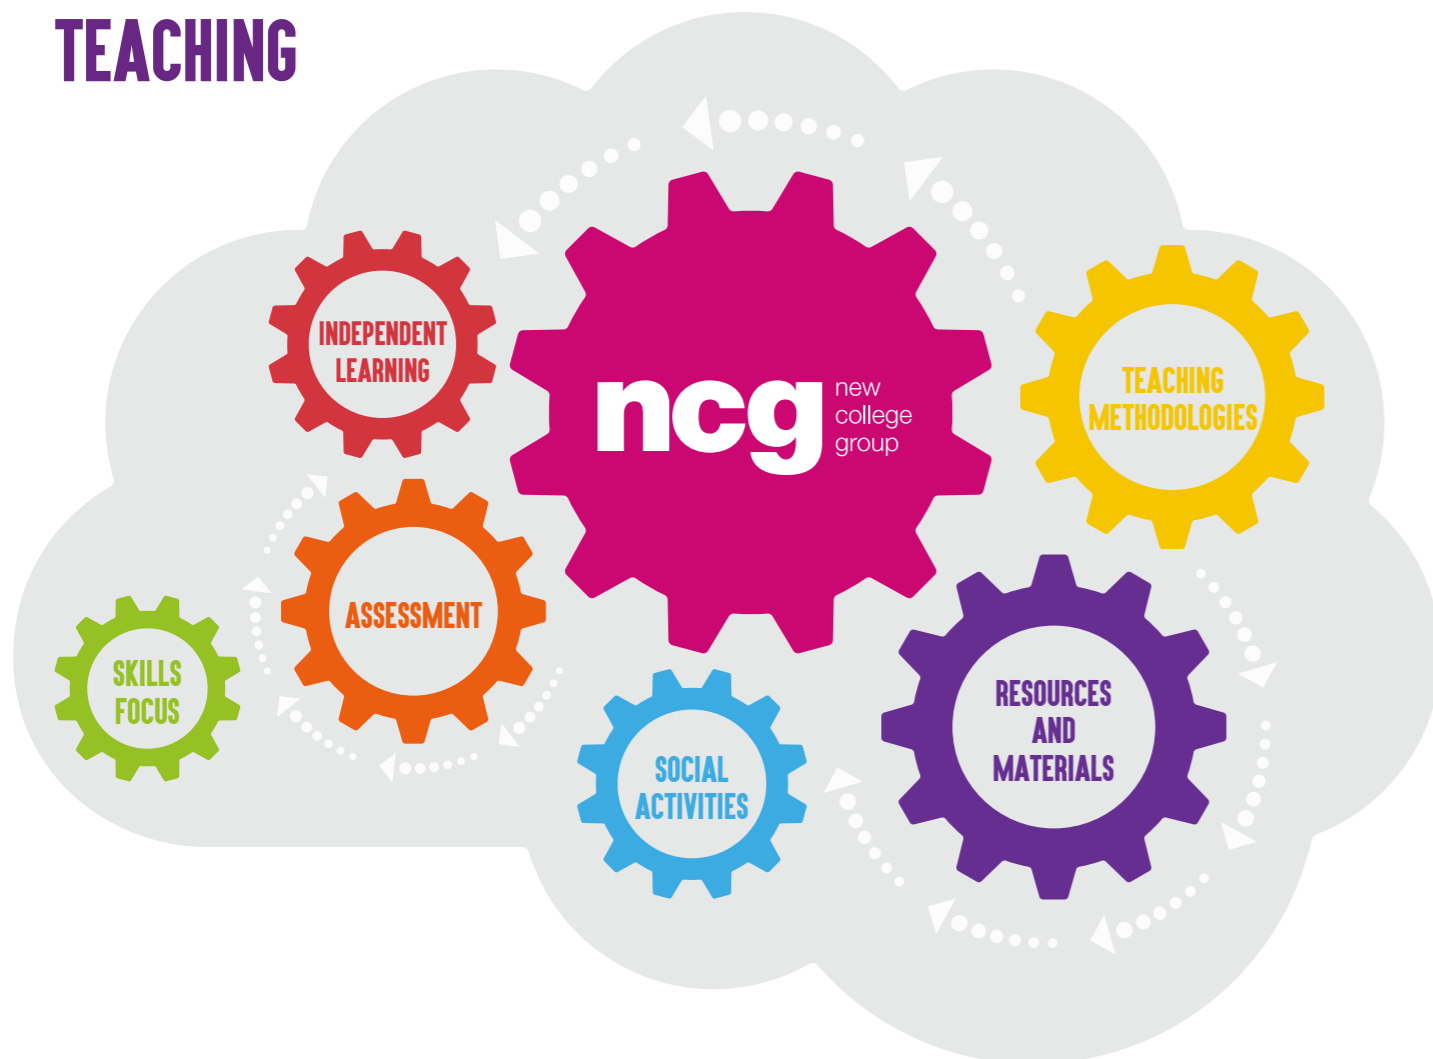 TEACHING
INDEPENDENT
LEARNING
ncg
new
college
group
TEACHING
METHODOLOGIES
ASSESSMENT
SKILLS
FOCUS
SOCIAL
ACTIVITIES
RESOURCES
AND
MATERIALS